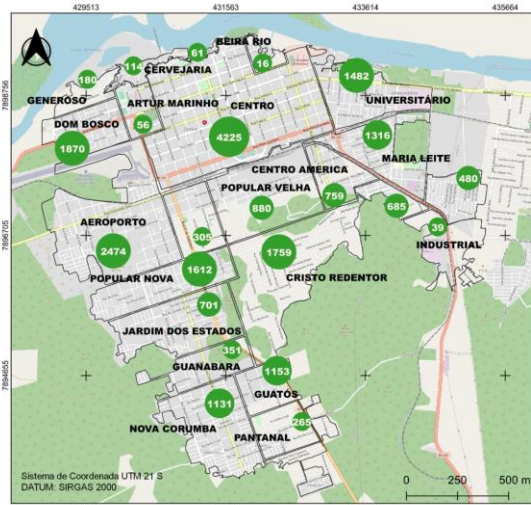 429513 431563 433614 435664
BEIRA RIO
61
16
114
CERVEJARIA
180
1482
7898756
GENEROSO
ARTUR MARINHO
CENTRO
UNIVERSITÁRIO
DOM BOSCO
56
4225
1316
1870
MARIA LEITE
CENTRO AMERICA
POPULAR VELHA
480
759
880
685
AEROPORTO
39
305
7896705
2474
1759
INDUSTRIAL
1612
POPULAR NOVA
CRISTO REDENTOR
701
JARDIM DOS ESTADOS
351
GUANABARA
1153
7894655
GUATÓS
1131
NOVA CORUMBA
265
PANTANAL
Sistema de Coordenada UTM 21 S
DATUM: SIRGAS 2000
0 250 500 m